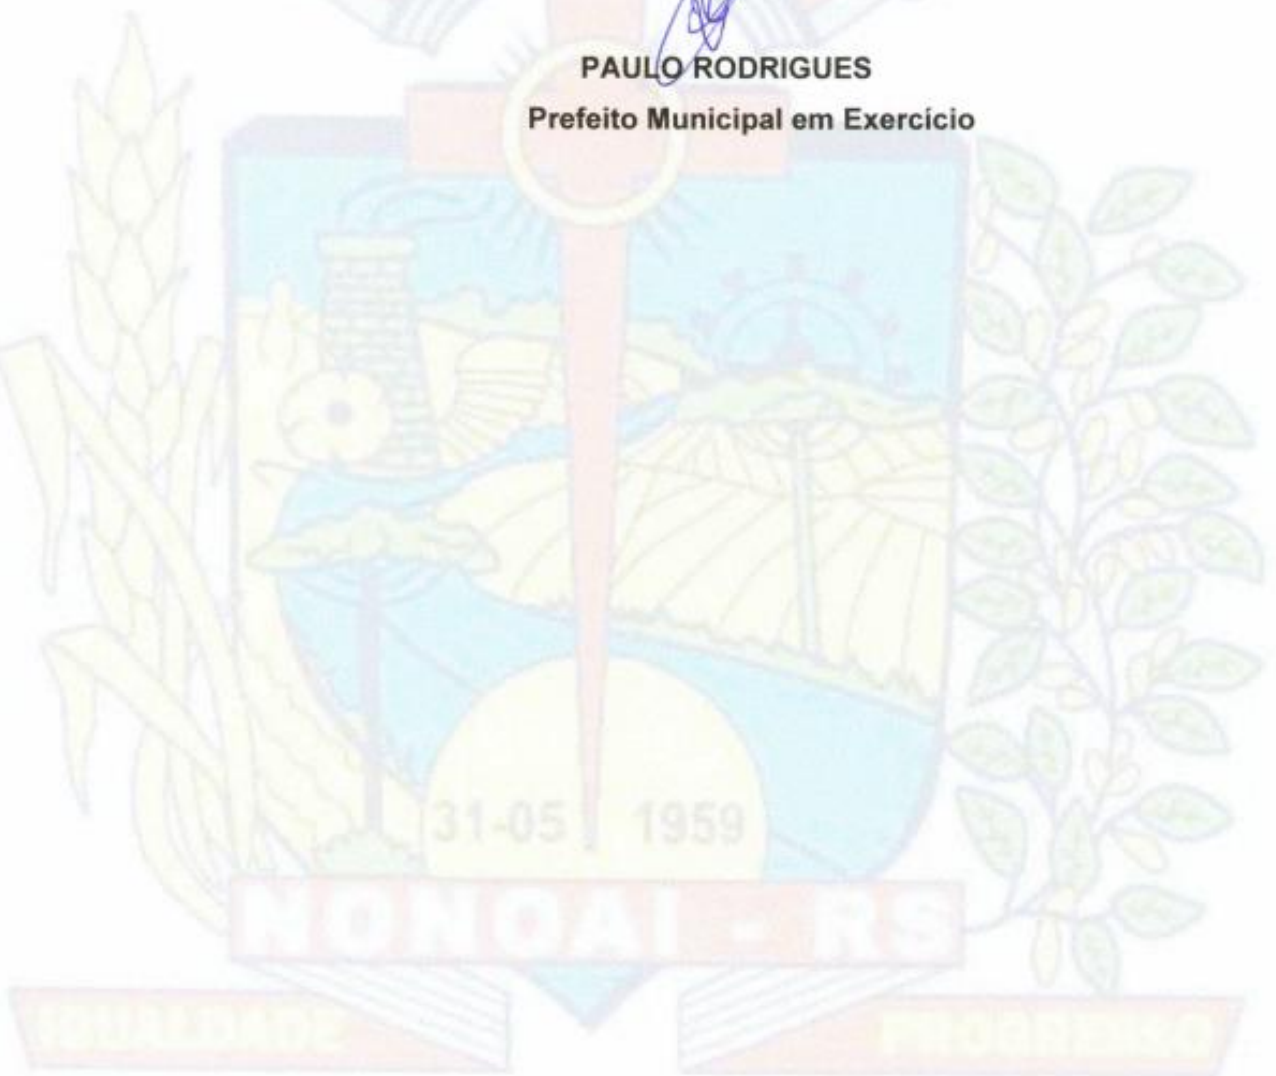 PAULO RODRIGUES
Prefeito Municipal em Exercício
31-05 1959
NONOAI - RS
IGUALDADE
PROGRESSO